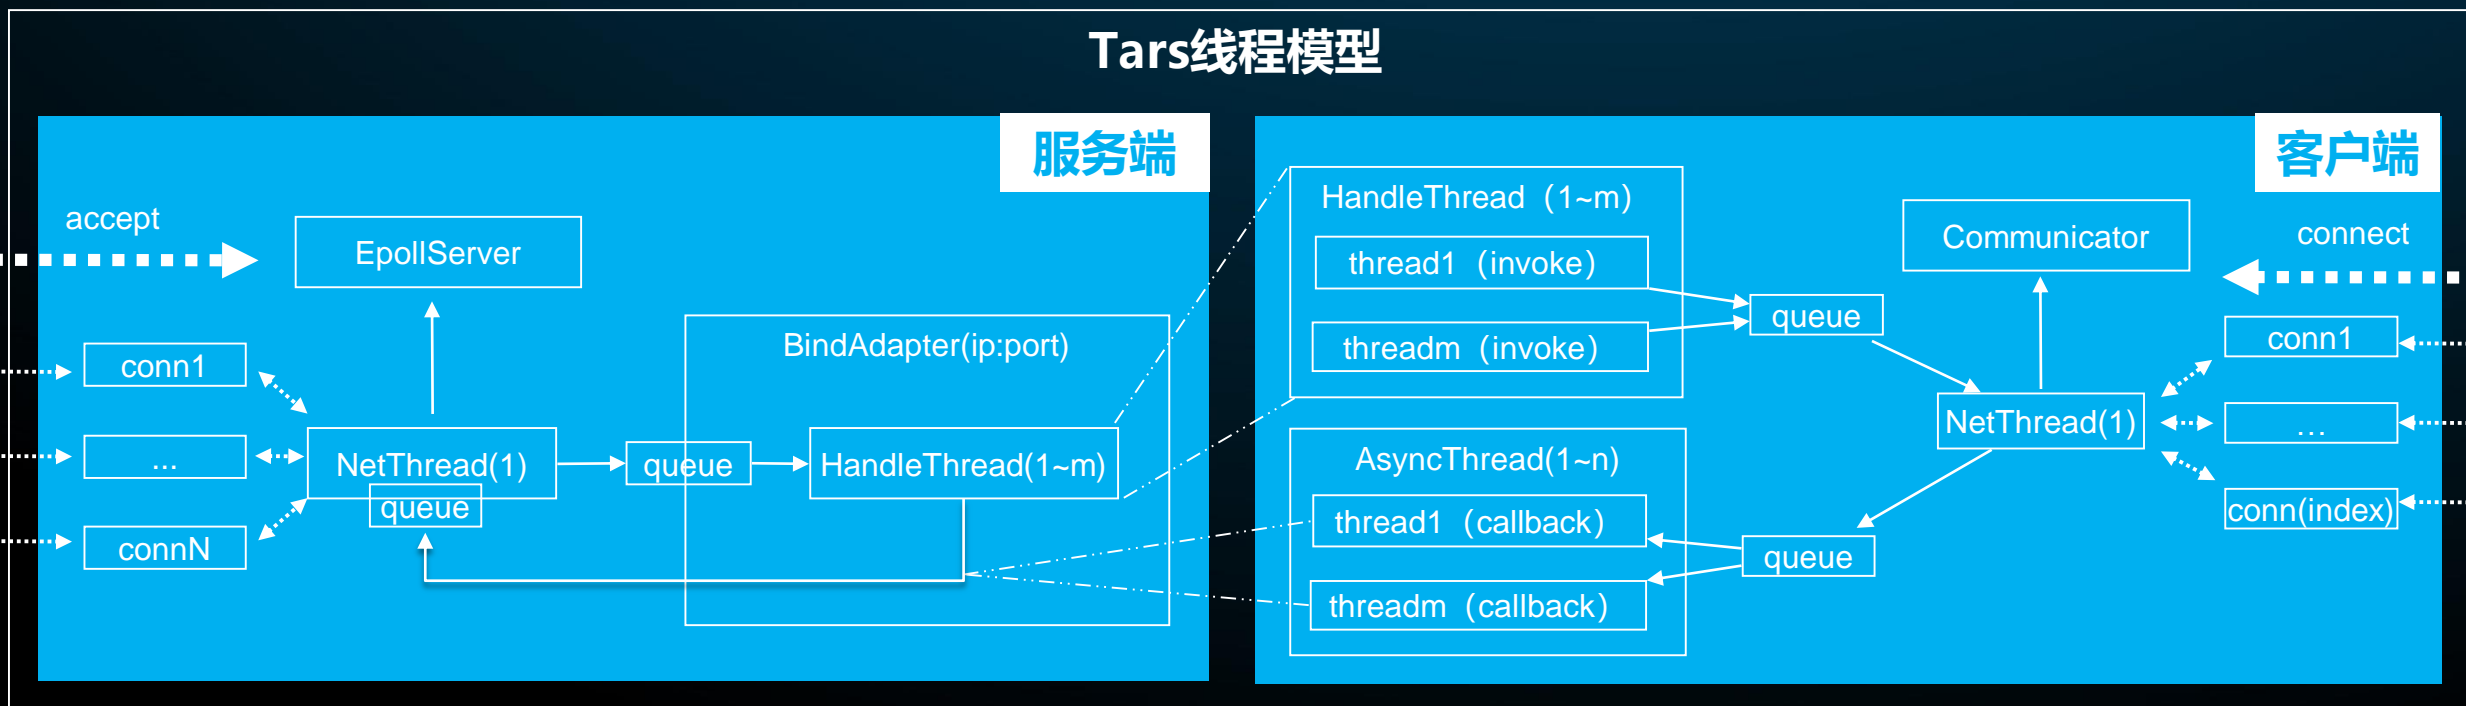 Tars线程模型
服务端
accept
EpollServer
BindAdapter(ip:port)
conn1
...
connN
NetThread(1)
queue
queue
HandleThread(1~m)
客户端
HandleThread（1~m）
thread1（invoke）
threadm（invoke）
queue
Communicator
connect
conn1
...
conn(index)
NetThread(1)
AsyncThread(1~n)
thread1（callback）
threadm（callback）
queue